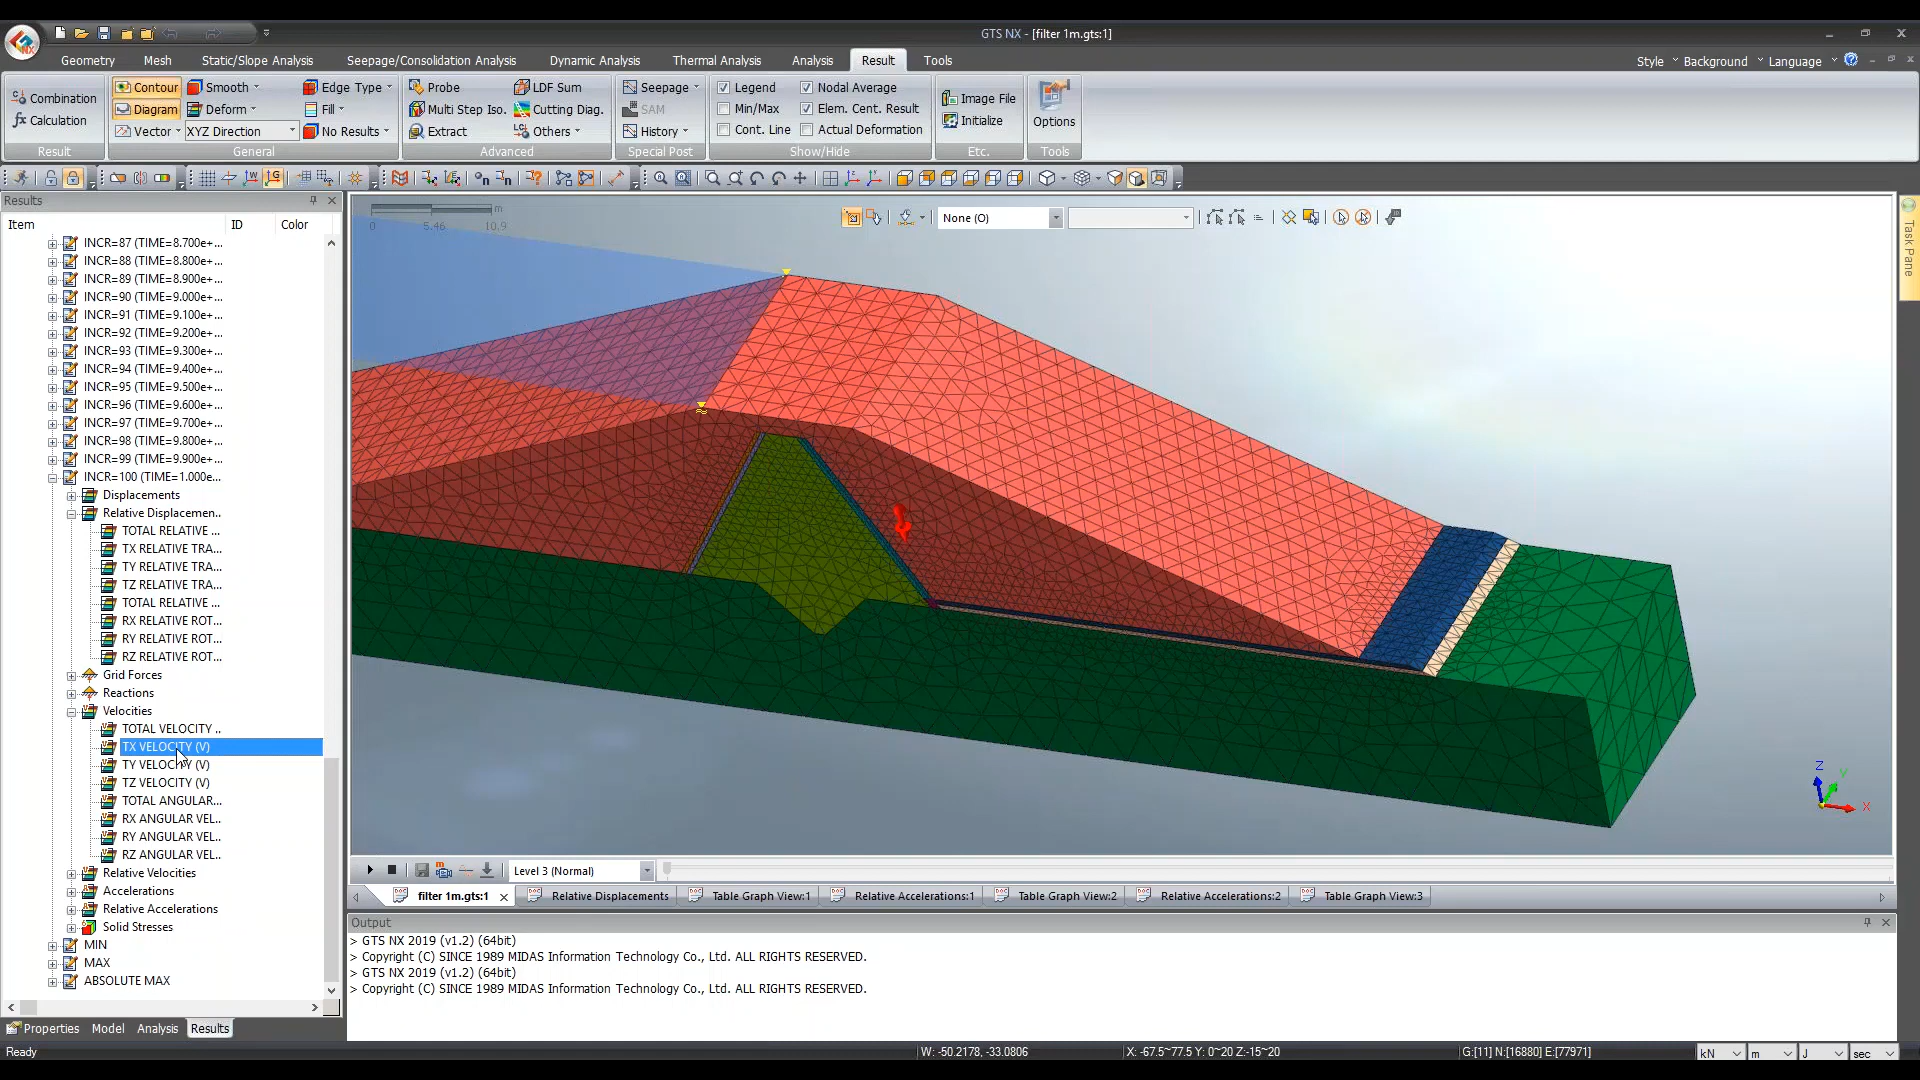 GTS NX - [filter 1m.gts:1]
Geometry Mesh Static/Slope Analysis Seepage/Consolidation Analysis Dynamic Analysis Thermal Analysis Analysis Result Tools
Style Background Language
Combination
Calculation
Result
Contour Smooth Edge Type
Diagram Deform Fill
Vector XYZ Direction No Results
General
Probe LDF Sum
Multi Step Iso. Cutting Diag.
Extract Others
Advanced
Seepage
SAM
History
Special Post
Legend Nodal Average
Min/Max Elem. Cent. Result
Cont. Line Actual Deformation
Show/Hide
Image File
Initialize
Etc.
Options
Tools
Results
Item ID Color
INCR=87 (TIME=8.700e+...
INCR=88 (TIME=8.800e+...
INCR=89 (TIME=8.900e+...
INCR=90 (TIME=9.000e+...
INCR=91 (TIME=9.100e+...
INCR=92 (TIME=9.200e+...
INCR=93 (TIME=9.300e+...
INCR=94 (TIME=9.400e+...
INCR=95 (TIME=9.500e+...
INCR=96 (TIME=9.600e+...
INCR=97 (TIME=9.700e+...
INCR=98 (TIME=9.800e+...
INCR=99 (TIME=9.900e+...
INCR=100 (TIME=1.000e...
Displacements
Relative Displacemen..
TOTAL RELATIVE ...
TX RELATIVE TRA...
TY RELATIVE TRA...
TZ RELATIVE TRA...
TOTAL RELATIVE ...
RX RELATIVE ROT...
RY RELATIVE ROT...
RZ RELATIVE ROT...
Grid Forces
Reactions
Velocities
TOTAL VELOCITY ..
TX VELOCITY (V)
TY VELOCITY (V)
TZ VELOCITY (V)
TOTAL ANGULAR...
RX ANGULAR VEL..
RY ANGULAR VEL..
RZ ANGULAR VEL..
Relative Velocities
Accelerations
Relative Accelerations
Solid Stresses
MIN
MAX
ABSOLUTE MAX
Properties Model Analysis Results
m
0 5.46 10.9
None (O)
Z
Y
X
Level 3 (Normal)
filter 1m.gts:1 Relative Displacements Table Graph View:1 Relative Accelerations:1 Table Graph View:2 Relative Accelerations:2 Table Graph View:3
Output
> GTS NX 2019 (v1.2) (64bit)
> Copyright (C) SINCE 1989 MIDAS Information Technology Co., Ltd. ALL RIGHTS RESERVED.
> GTS NX 2019 (v1.2) (64bit)
> Copyright (C) SINCE 1989 MIDAS Information Technology Co., Ltd. ALL RIGHTS RESERVED.
Task Pane
Ready W: -50.2178, -33.0806 X: -67.5~77.5 Y: 0~20 Z:-15~20 G:[11] N:[16880] E:[77971] kN m J sec